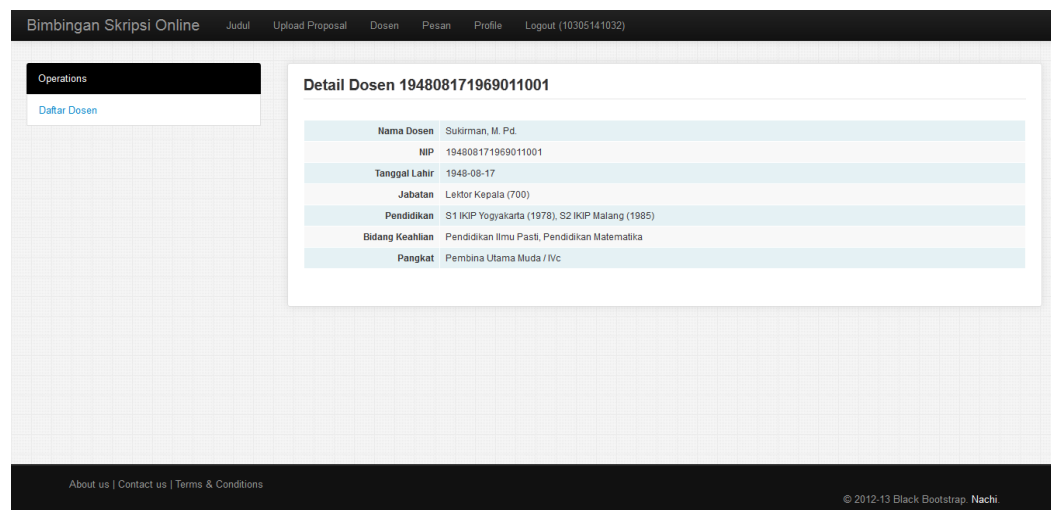 Bimbingan Skripsi Online Judul Upload Proposal Dosen Pesan Profile Logout (10305141032)
Operations
Daftar Dosen
Detail Dosen 194808171969011001
Nama Dosen Sukirman, M. Pd.
NIP 194808171969011001
Tanggal Lahir 1948-08-17
Jabatan Lektor Kepala (700)
Pendidikan S1 IKIP Yogyakarta (1978), S2 IKIP Malang (1985)
Bidang Keahlian Pendidikan Ilmu Pasti, Pendidikan Matematika
Pangkat Pembina Utama Muda / IVc
About us | Contact us | Terms & Conditions
© 2012-13 Black Bootstrap. Nachi.